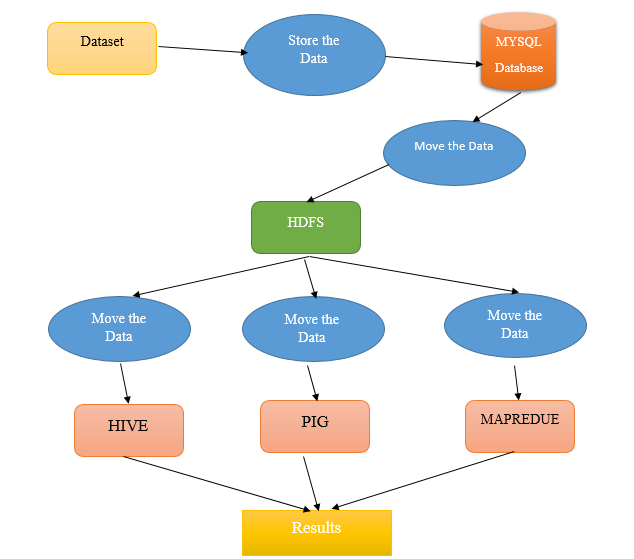 Dataset
Store the
Data
MYSQL
Database
Move the Data
HDFS
Move the
Data
Move the
Data
Move the
Data
HIVE
PIG
MAPREDUE
Results